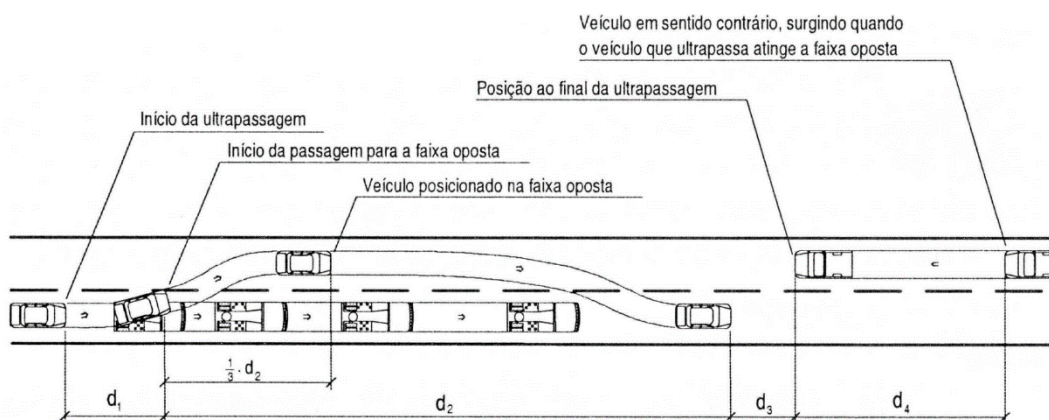 Veículo em sentido contrário, surgindo quando
o veículo que ultrapassa atinge a faixa oposta
Posição ao final da ultrapassagem
Início da ultrapassagem
Início da passagem para a faixa oposta
Veículo posicionado na faixa oposta
1/3 . d2
d1
d2
d3
d4